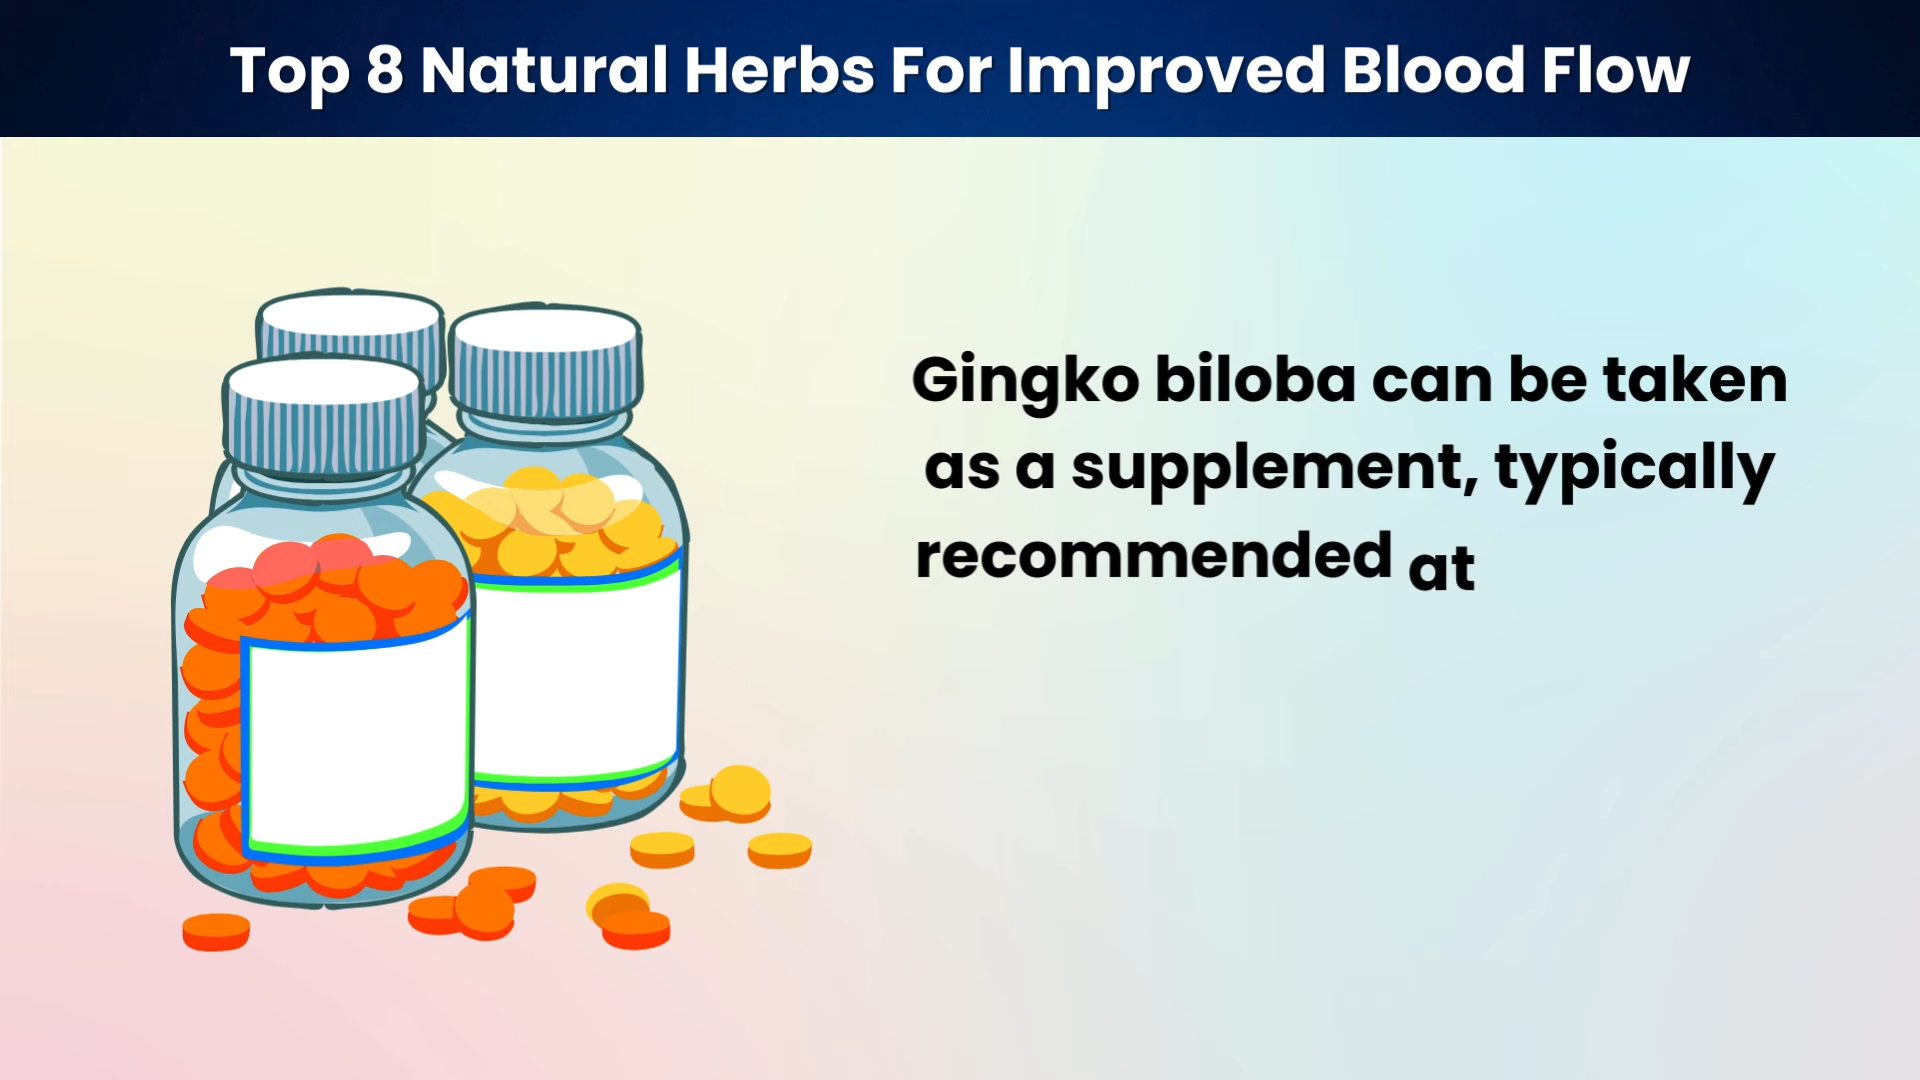 Top 8 Natural Herbs For Improved Blood Flow
Gingko biloba can be taken
as a supplement, typically
recommended at